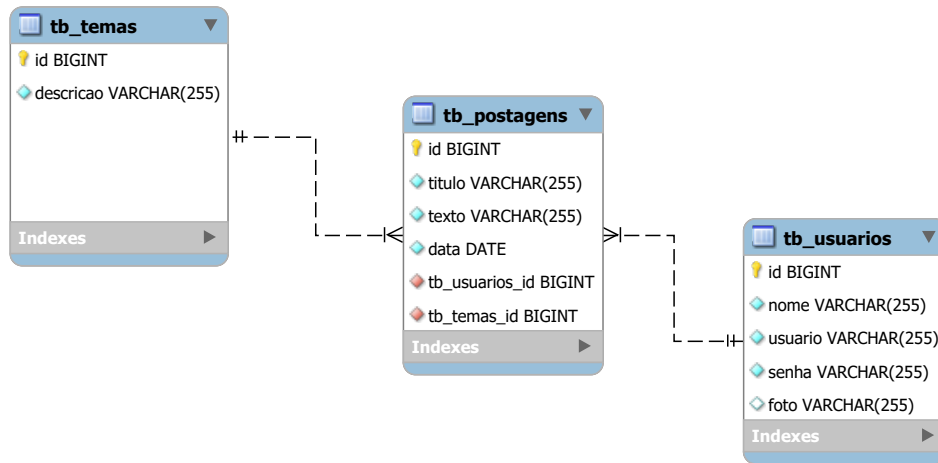 tb_temas
id BIGINT
descricao VARCHAR(255)
Indexes
tb_postagens
id BIGINT
titulo VARCHAR(255)
texto VARCHAR(255)
data DATE
tb_usuarios_id BIGINT
tb_temas_id BIGINT
Indexes
tb_usuarios
id BIGINT
nome VARCHAR(255)
usuario VARCHAR(255)
senha VARCHAR(255)
foto VARCHAR(255)
Indexes